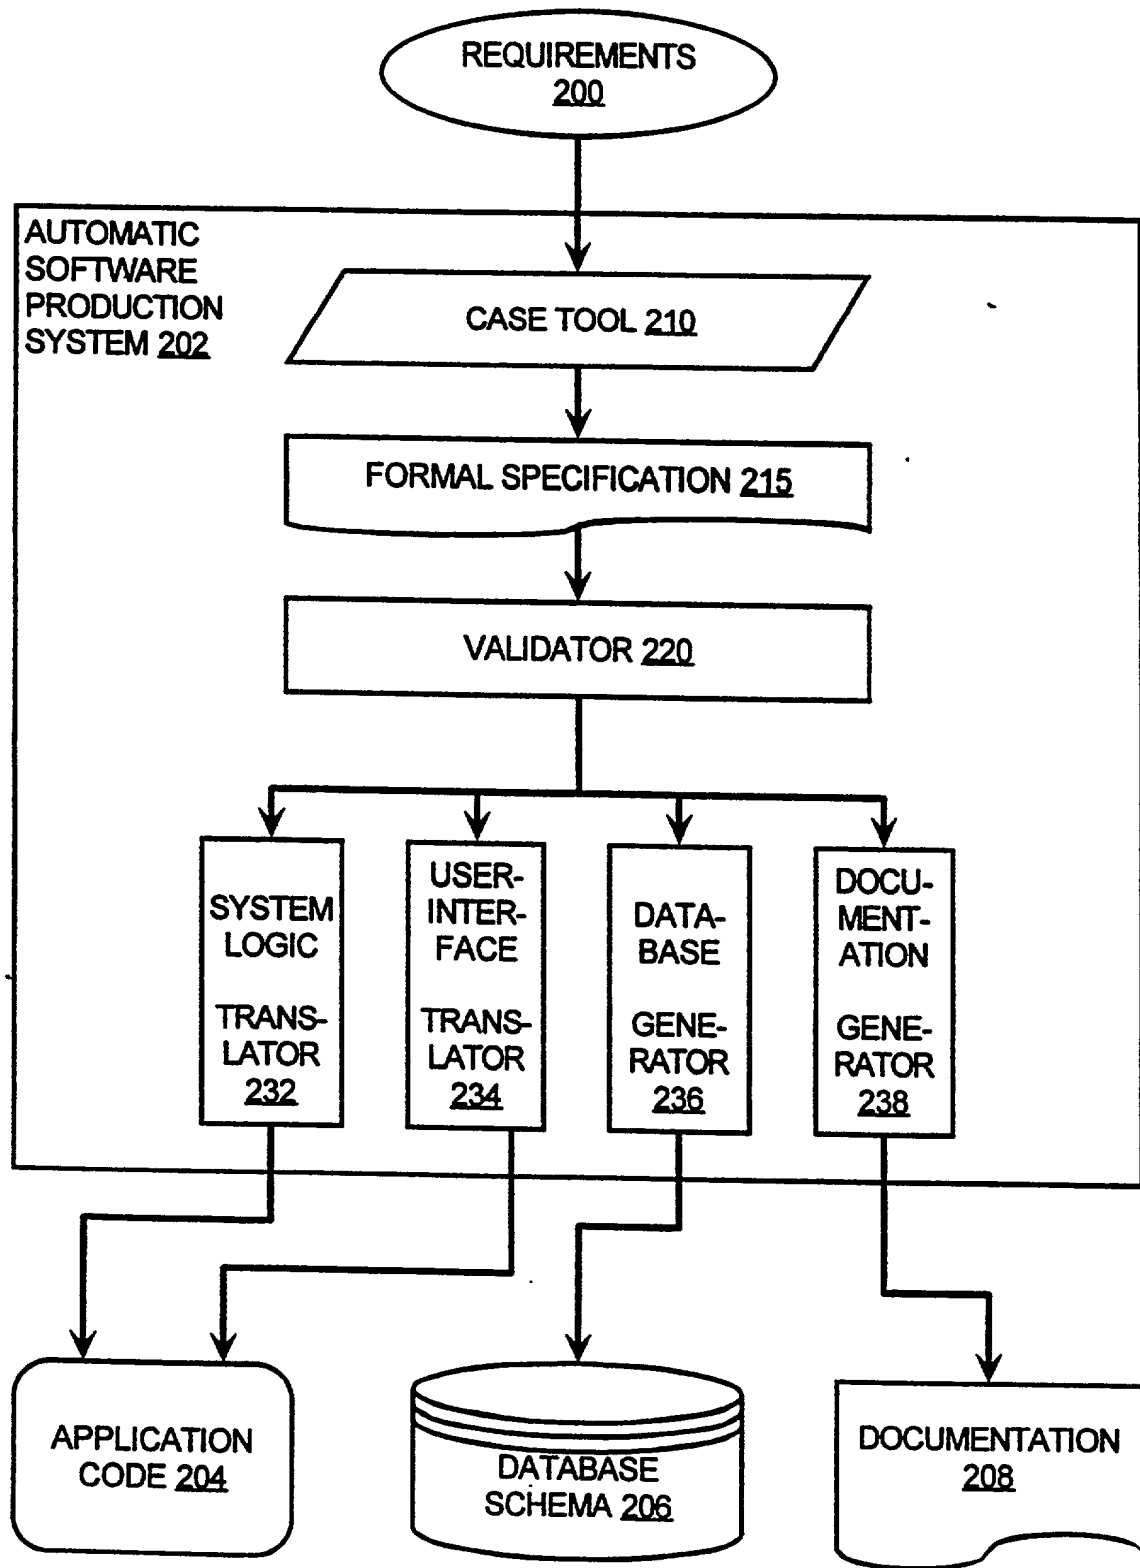 REQUIREMENTS
200
AUTOMATIC
SOFTWARE
PRODUCTION
SYSTEM 202
CASE TOOL 210
FORMAL SPECIFICATION 215
VALIDATOR 220
SYSTEM
LOGIC
TRANS-
LATOR
232
USER-
INTER-
FACE
TRANS-
LATOR
234
DATA-
BASE
GENE-
RATOR
236
DOCU-
MENT-
ATION
GENE-
RATOR
238
APPLICATION
CODE 204
DATABASE
SCHEMA 206
DOCUMENTATION
208